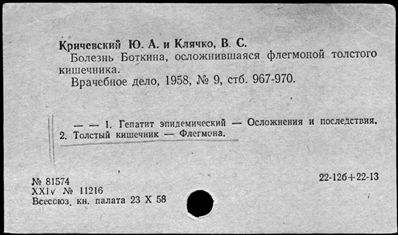 Кричевский Ю. А. и Клячко, В. С.
Болезнь Боткина, осложнившаяся флегмоной толстого
кишечника.
Врачебное дело, 1958, № 9, стб. 967-970.
— — 1. Гепатит эпидемический — Осложнения и последствия.
2. Толстый кишечник — Флегмона.
№ 81574
22-12б+22-13
XXIV № 11216
Всесоюз. кн. палата 23 X 58